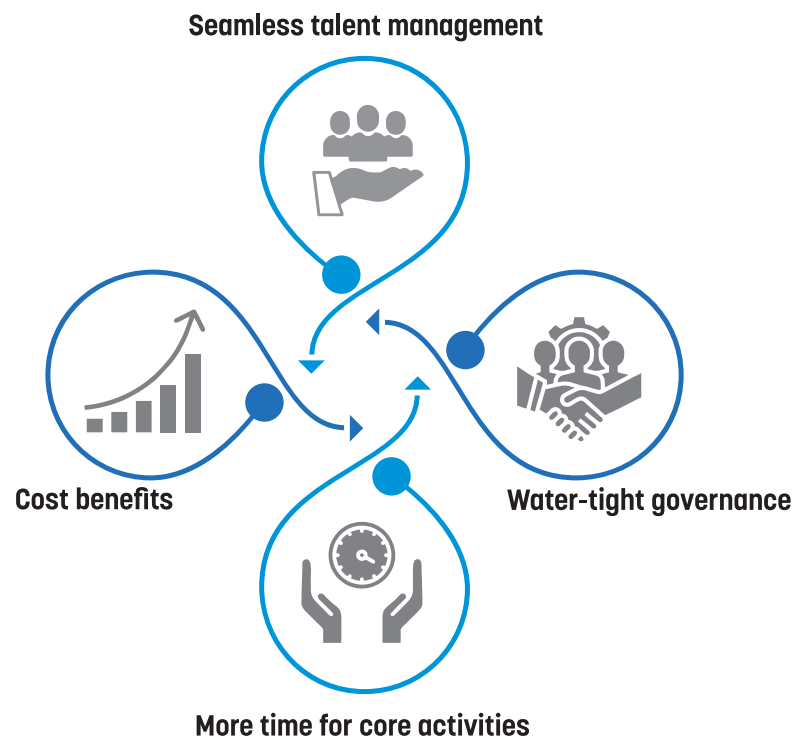 Seamless talent management
Cost benefits
Water-tight governance
More time for core activities